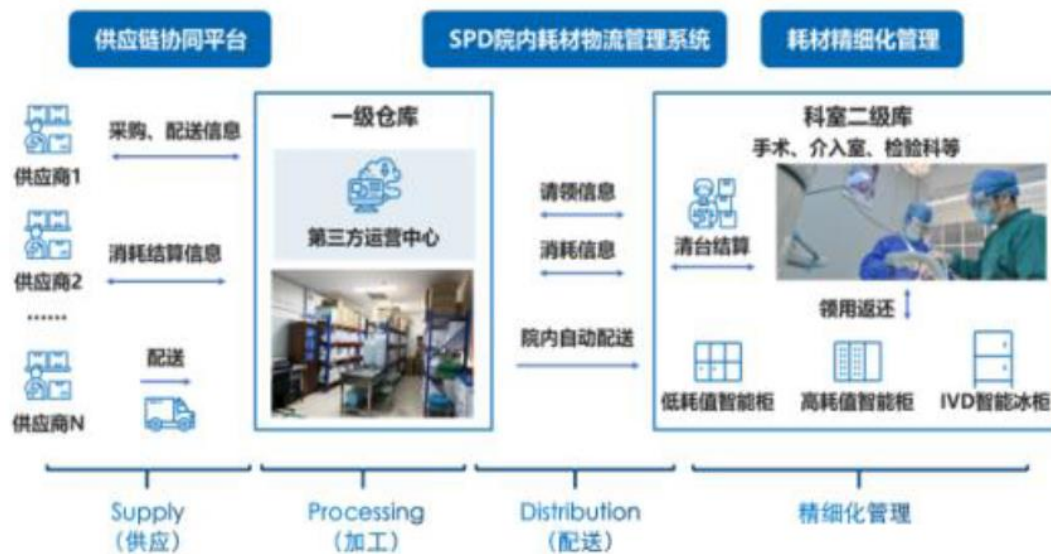 供应链协同平台
SPD院内耗材物流管理系统
耗材精细化管理
供应商1
供应商2
......
供应商N
采购、配送信息
消耗结算信息
配送
一级仓库
第三方运营中心
请领信息
消耗信息
院内自动配送
科室二级库
手术、介入室、检验科等
清台结算
领用返还
低耗值智能柜
高耗值智能柜
IVD智能冰柜
Supply
（供应）
Processing
（加工）
Distribution
（配送）
精细化管理